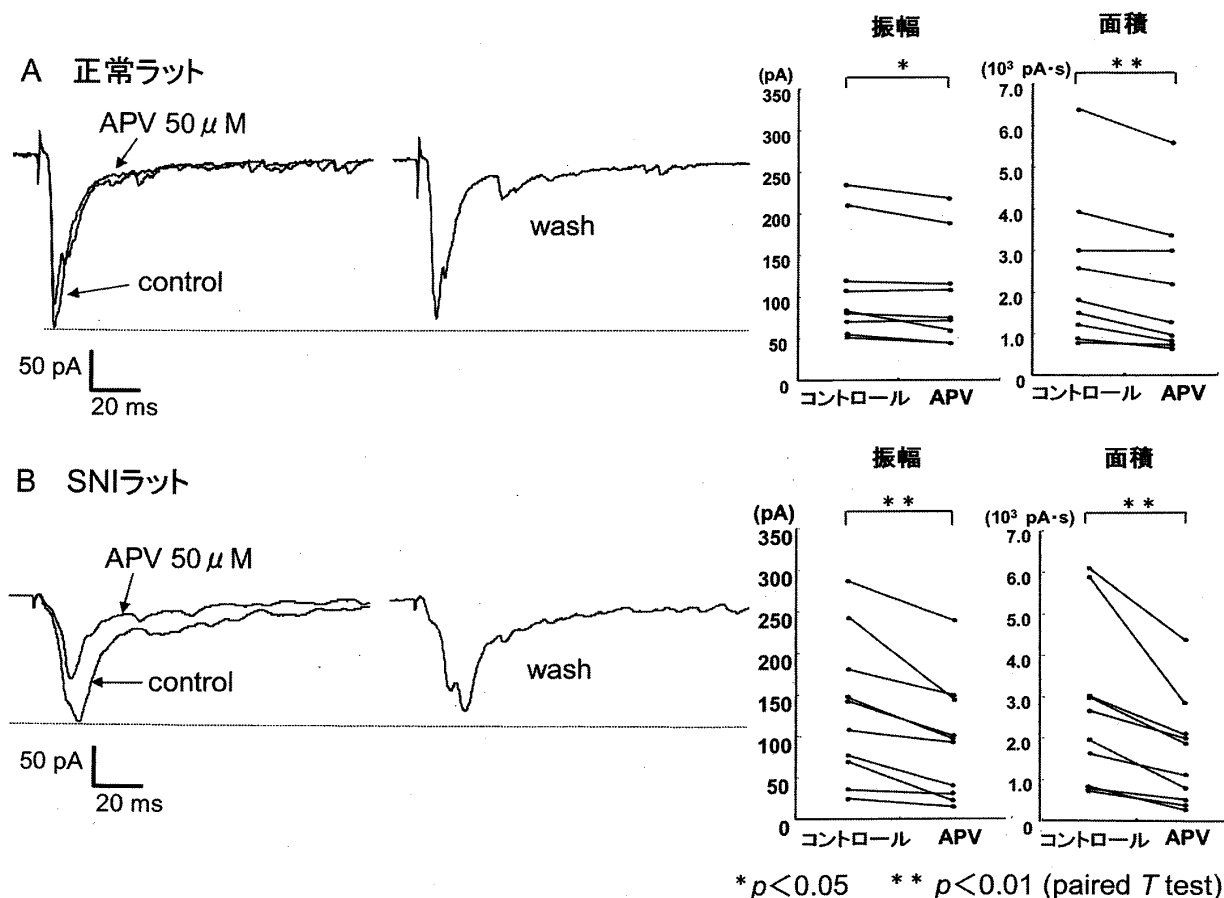 A 正常ラット
APV 50 μM
control
wash
50 pA
20 ms
振幅
*
(pA)
350
300
250
200
150
100
50
0
コントロール APV
面積
(10³ pA·s)
**
7.0
6.0
5.0
4.0
3.0
2.0
1.0
0
コントロール APV
B SNIラット
APV 50 μM
control
wash
50 pA
20 ms
振幅
**
(pA)
350
300
250
200
150
100
50
0
コントロール APV
面積
**
(10³ pA·s)
7.0
6.0
5.0
4.0
3.0
2.0
1.0
0
コントロール APV
*p<0.05 ** p<0.01 (paired T test)